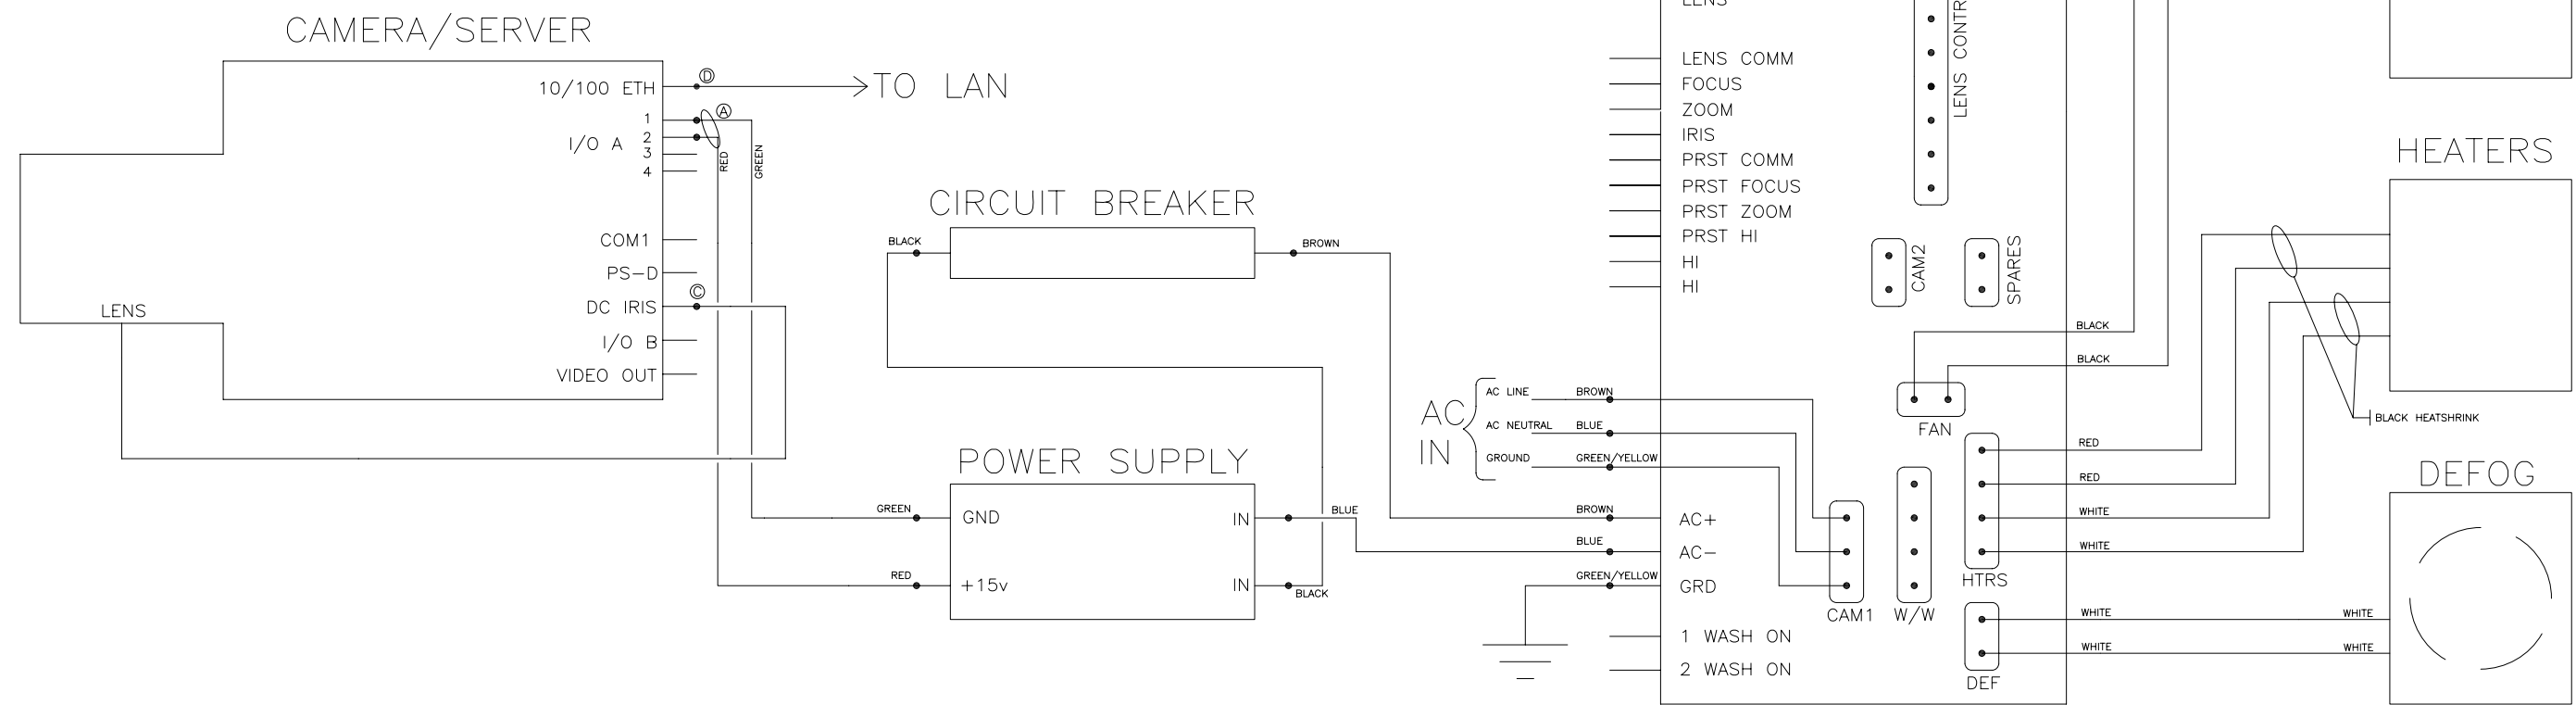 CAMERA/SERVER
10/100 ETH
D
TO LAN
1
A
I/O A
2
3
4
RED
GREEN
COM1
PS-D
C
DC IRIS
LENS
I/O B
VIDEO OUT
CIRCUIT BREAKER
BLACK
BROWN
POWER SUPPLY
GREEN
GND
IN
BLUE
RED
+15v
IN
BLACK
AC IN
AC LINE
BROWN
AC NEUTRAL
BLUE
GROUND
GREEN/YELLOW
BROWN
BLUE
GREEN/YELLOW
LENS
LENS COMM
FOCUS
ZOOM
IRIS
PRST COMM
PRST FOCUS
PRST ZOOM
PRST HI
HI
HI
AC+
AC-
GRD
1 WASH ON
2 WASH ON
LENS CONTR
CAM2
SPARES
BLACK
BLACK
FAN
RED
RED
WHITE
WHITE
HTRS
CAM1
W/W
WHITE
WHITE
WHITE
WHITE
DEF
HEATERS
BLACK HEATSHRINK
DEFOG